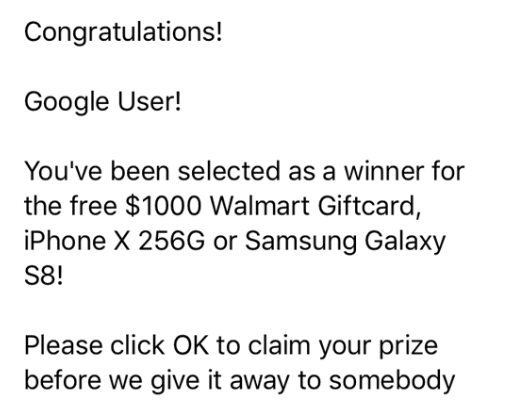 Congratulations!
Google User!
You've been selected as a winner for
the free $1000 Walmart Giftcard,
iPhone X 256G or Samsung Galaxy
S8!
Please click OK to claim your prize
before we give it away to somebody